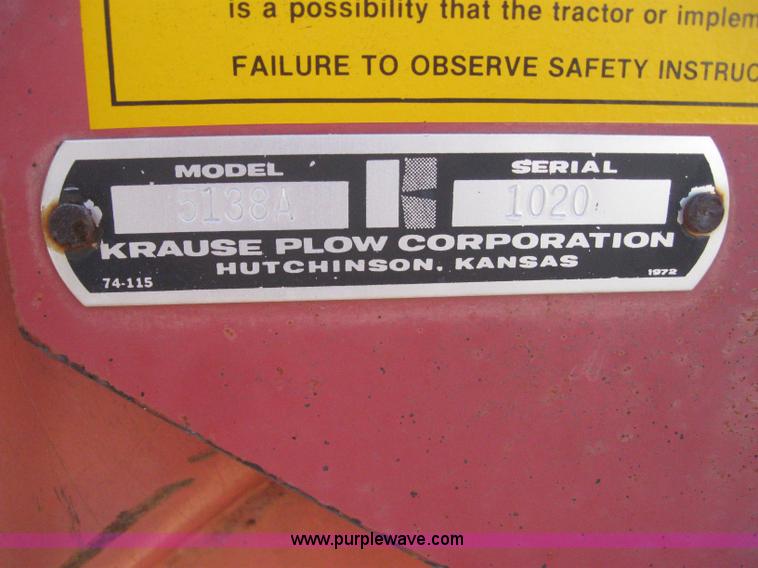 is a possibility that the tractor or implem
FAILURE TO OBSERVE SAFETY INSTRUC
MODEL SERIAL
5138A 1020
KRAUSE PLOW CORPORATION
HUTCHINSON, KANSAS
74-115 1972
www.purplewave.com